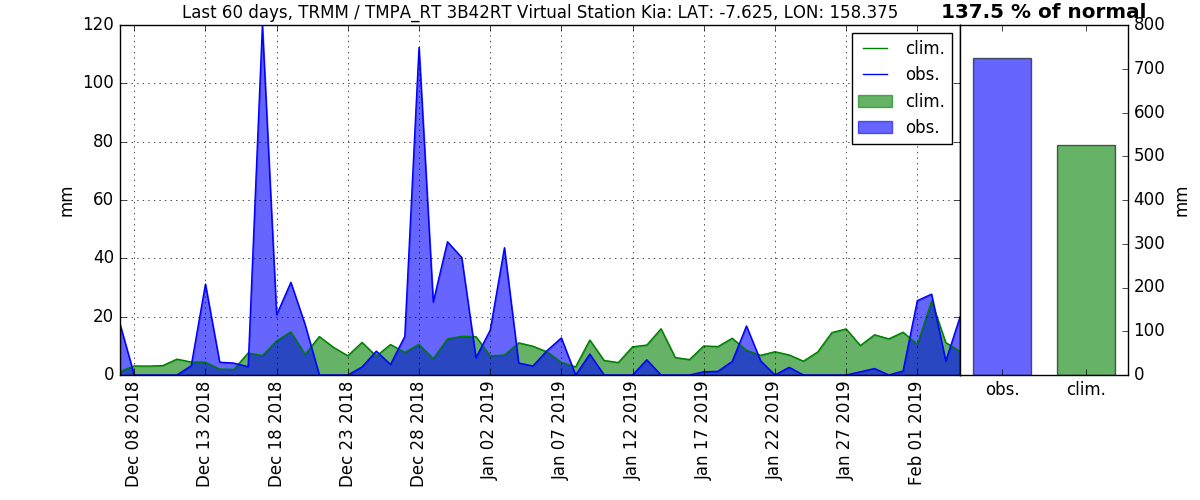 Last 60 days, TRMM / TMPA_RT 3B42RT Virtual Station Kia: LAT: -7.625, LON: 158.375
137.5 % of normal
120
100
80
60
40
20
0
mm
clim.
obs.
clim.
obs.
800
700
600
500
400
300
200
100
0
mm
Dec 08 2018
Dec 13 2018
Dec 18 2018
Dec 23 2018
Dec 28 2018
Jan 02 2019
Jan 07 2019
Jan 12 2019
Jan 17 2019
Jan 22 2019
Jan 27 2019
Feb 01 2019
obs.
clim.